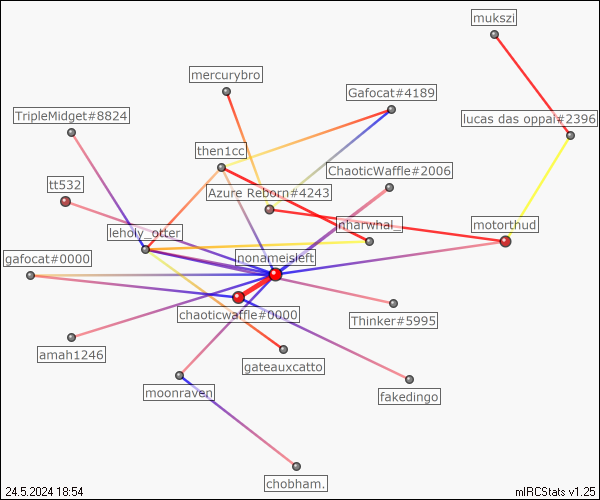 mukszi
mercurybro
Gafocat#4189
TripleMidget#8824
lucas das oppai#2396
then1cc
ChaoticWaffle#2006
tt532
Azure Reborn#4243
leholy_otter
nharwhal_
motorthud
gafocat#0000
nonameisleft
chaoticwaffle#0000
Thinker#5995
amah1246
gateauxcatto
moonraven
fakedingo
chobham.
24.5.2024 18:54
mIRCStats v1.25